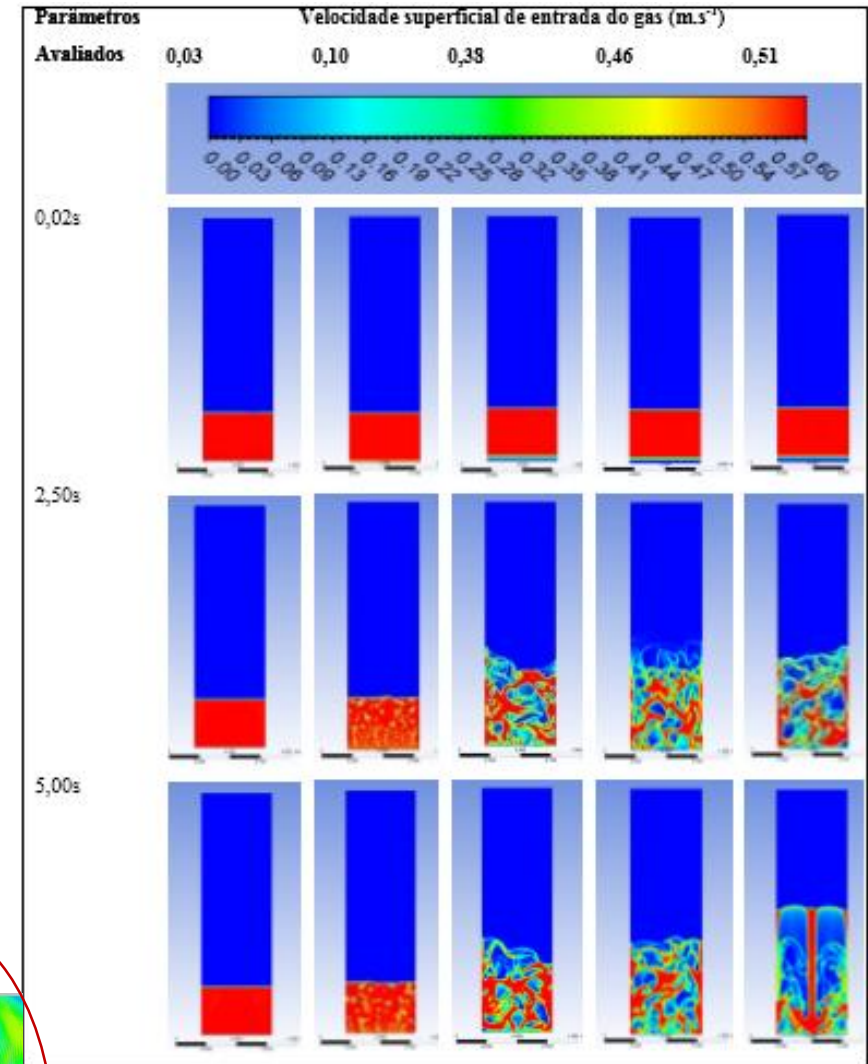 Parâmetros Velocidade superficial de entrada do gás (m.s⁻¹)
Avaliados 0,03 0,10 0,38 0,46 0,51
0.00 0.03 0.06 0.09 0.13 0.16 0.19 0.22 0.25 0.28 0.32 0.35 0.38 0.41 0.44 0.47 0.50 0.54 0.57 0.60
0,02s
2,50s
5,00s